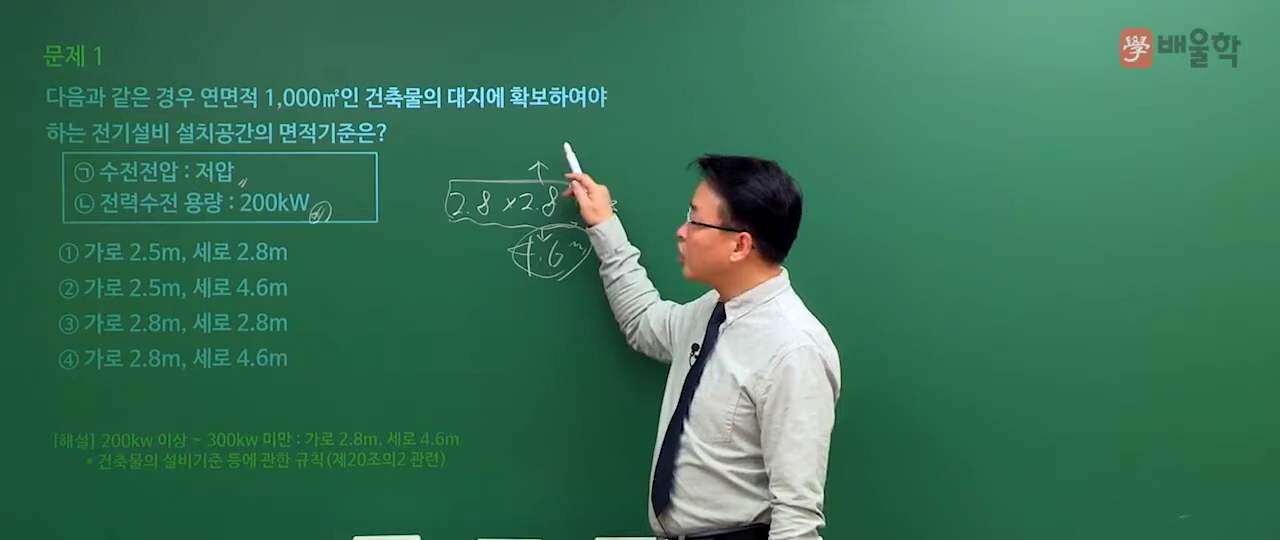 學 배울학
문제 1
다음과 같은 경우 연면적 1,000㎡인 건축물의 대지에 확보하여야
하는 전기설비 설치공간의 면적기준은?
㉠ 수전전압 : 저압
㉡ 전력수전 용량 : 200kW
2.8 × 2.8
4.6 m
① 가로 2.5m, 세로 2.8m
② 가로 2.5m, 세로 4.6m
③ 가로 2.8m, 세로 2.8m
④ 가로 2.8m, 세로 4.6m
[해설] 200kw 이상 ~ 300kw 미만 : 가로 2.8m, 세로 4.6m
* 건축물의 설비기준 등에 관한 규칙(제20조의2 관련)